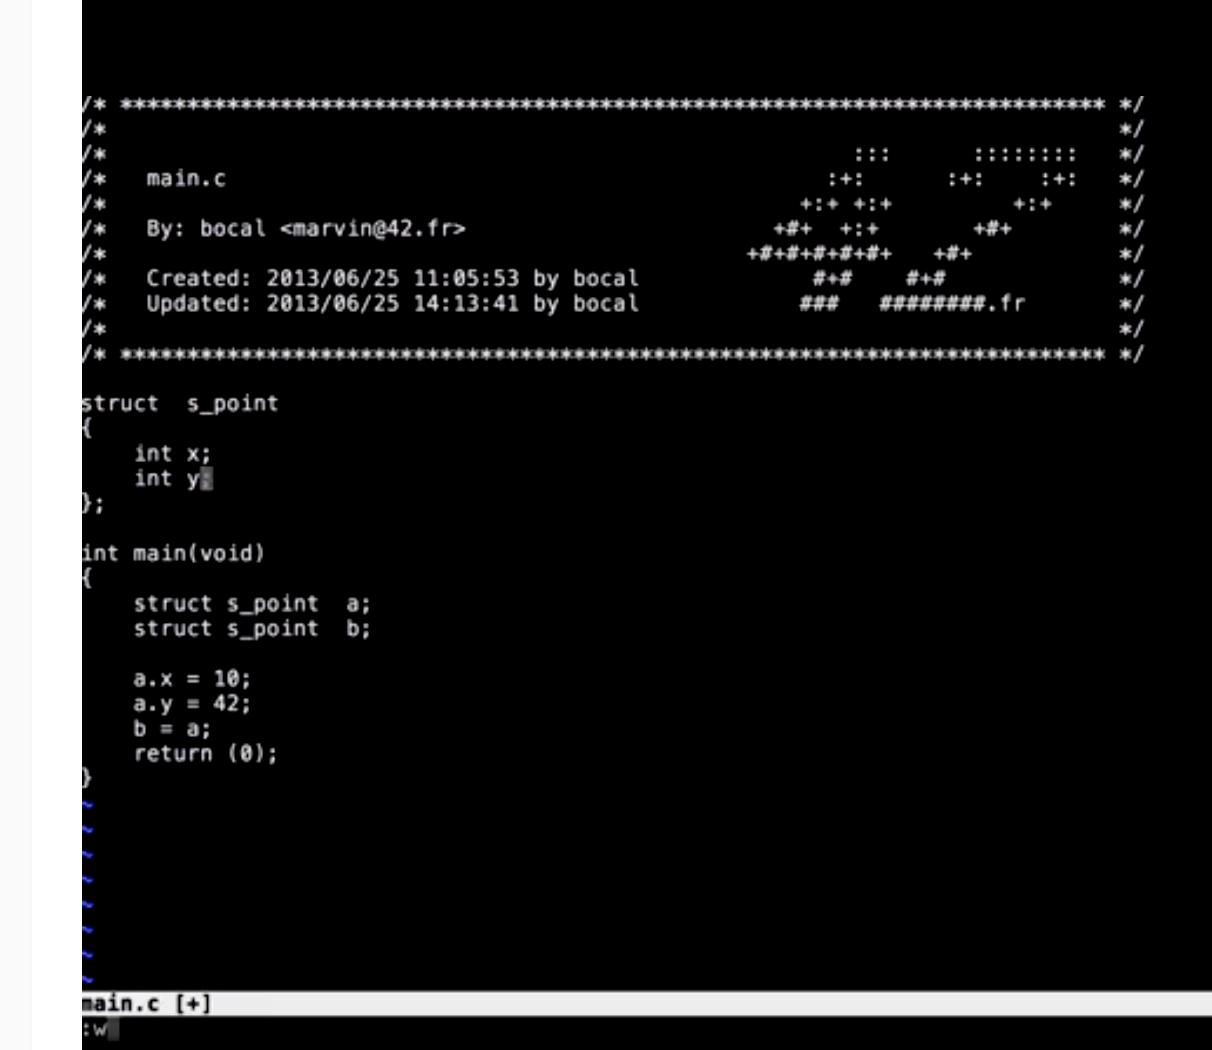 /* ************************************************************************** */
/*                                                                            */
/*                                                        :::      ::::::::   */
/*   main.c                                             :+:      :+:    :+:   */
/*                                                    +:+ +:+         +:+     */
/*   By: bocal <marvin@42.fr>                       +#+  +:+        +#+        */
/*                                                +#+#+#+#+#+   +#+           */
/*   Created: 2013/06/25 11:05:53 by bocal             #+#    #+#             */
/*   Updated: 2013/06/25 14:13:41 by bocal            ###   ########.fr       */
/*                                                                            */
/* ************************************************************************** */
struct  s_point
{
    int x;
    int y;
};
int main(void)
{
    struct s_point  a;
    struct s_point  b;
    a.x = 10;
    a.y = 42;
    b = a;
    return (0);
}
~
~
~
~
~
~
~
~
main.c [+]
:w